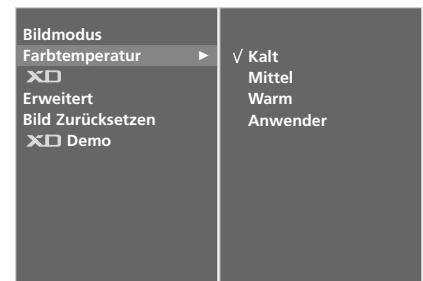 Bildmodus
Farbtemperatur ►
XD
Erweitert
Bild Zurücksetzen
XD Demo
√ Kalt
Mittel
Warm
Anwender